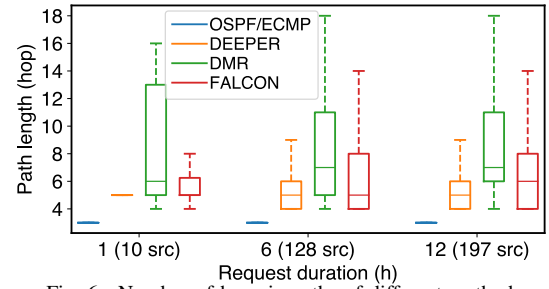 18
16
14
12
10
8
6
4
Path length (hop)
OSPF/ECMP
DEEPER
DMR
FALCON
1 (10 src)
6 (128 src)
12 (197 src)
Request duration (h)